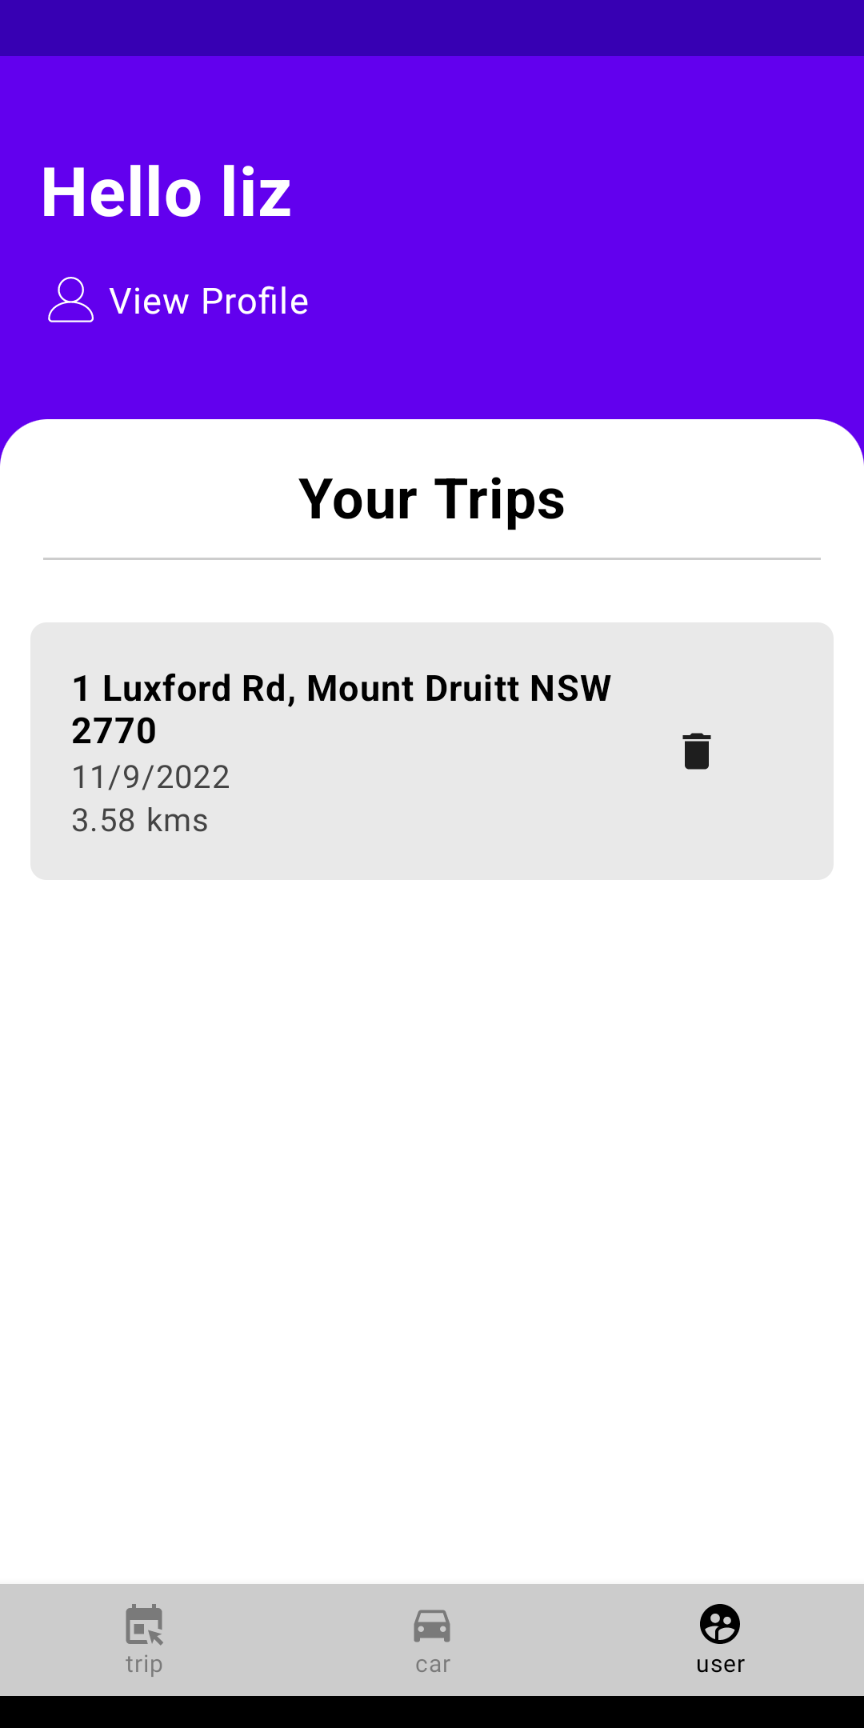 Hello liz
View Profile
Your Trips
1 Luxford Rd, Mount Druitt NSW
2770
11/9/2022
3.58 kms
trip
car
user